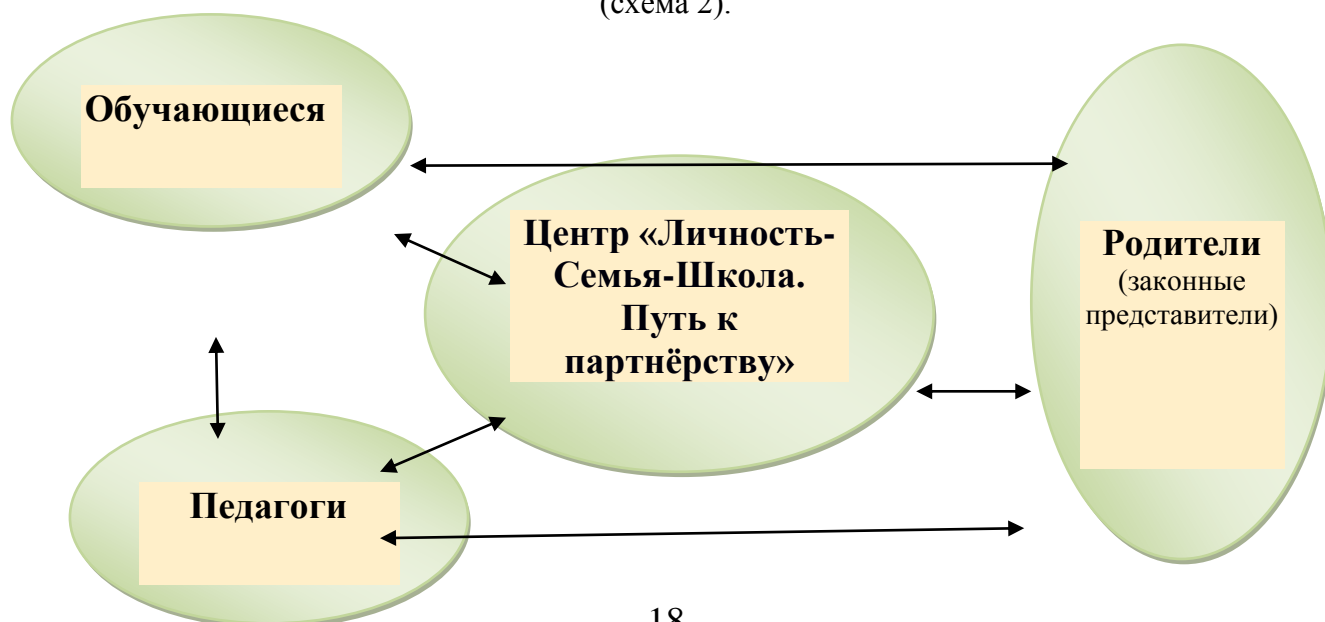 (схема 2).
Обучающиеся
Центр «Личность-
Семья-Школа.
Путь к
партнёрству»
Родители
(законные
представители)
Педагоги
18